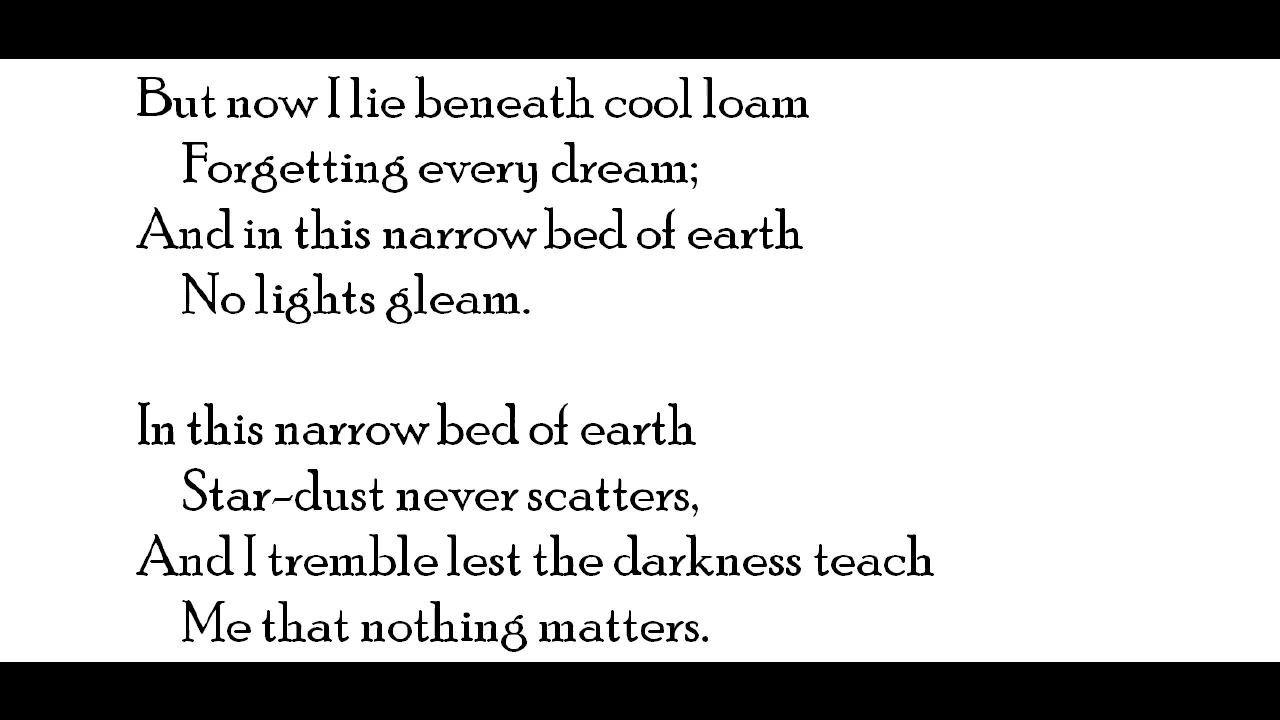 But now I lie beneath cool loam
Forgetting every dream;
And in this narrow bed of earth
No lights gleam.
In this narrow bed of earth
Star-dust never scatters,
And I tremble lest the darkness teach
Me that nothing matters.